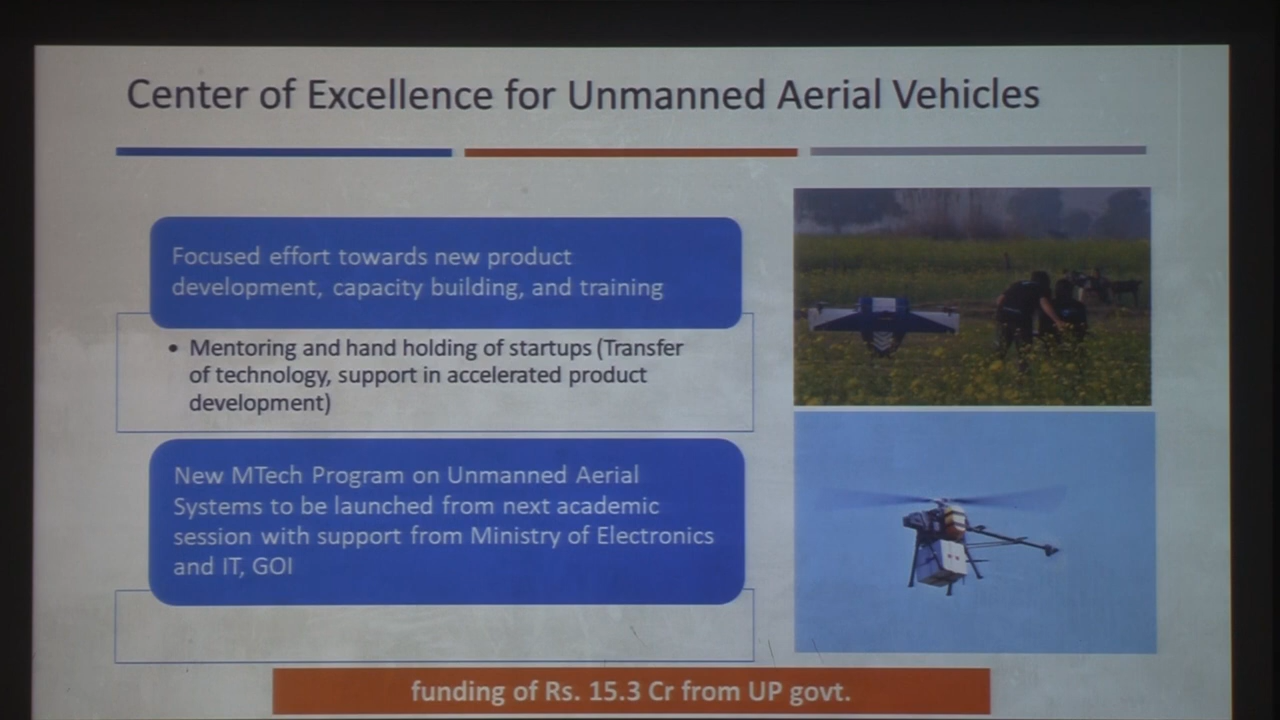 Center of Excellence for Unmanned Aerial Vehicles
Focused effort towards new product
development, capacity building, and training
• Mentoring and hand holding of startups (Transfer
of technology, support in accelerated product
development)
New MTech Program on Unmanned Aerial
Systems to be launched from next academic
session with support from Ministry of Electronics
and IT, GOI
funding of Rs. 15.3 Cr from UP govt.